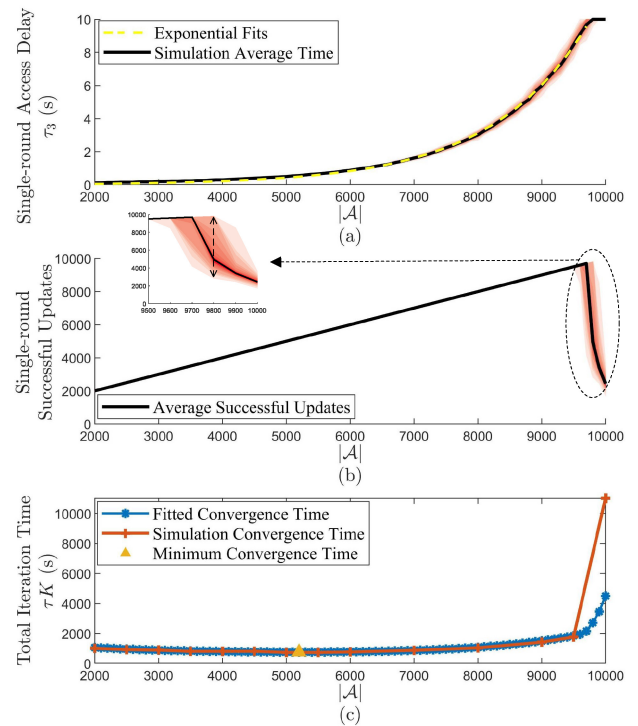 Single-round Access Delay
τ₃ (s)
10
8
6
4
2
0
Exponential Fits
Simulation Average Time
2000 3000 4000 5000 6000 7000 8000 9000 10000
|𝒜|
(a)
Single-round
Successful Updates
10000
8000
6000
4000
2000
0
10000
8000
6000
4000
2000
0
9500 9600 9700 9800 9900 10000
Average Successful Updates
2000 3000 4000 5000 6000 7000 8000 9000 10000
|𝒜|
(b)
Total Iteration Time
τK (s)
10000
8000
6000
4000
2000
0
Fitted Convergence Time
Simulation Convergence Time
Minimum Convergence Time
2000 3000 4000 5000 6000 7000 8000 9000 10000
|𝒜|
(c)